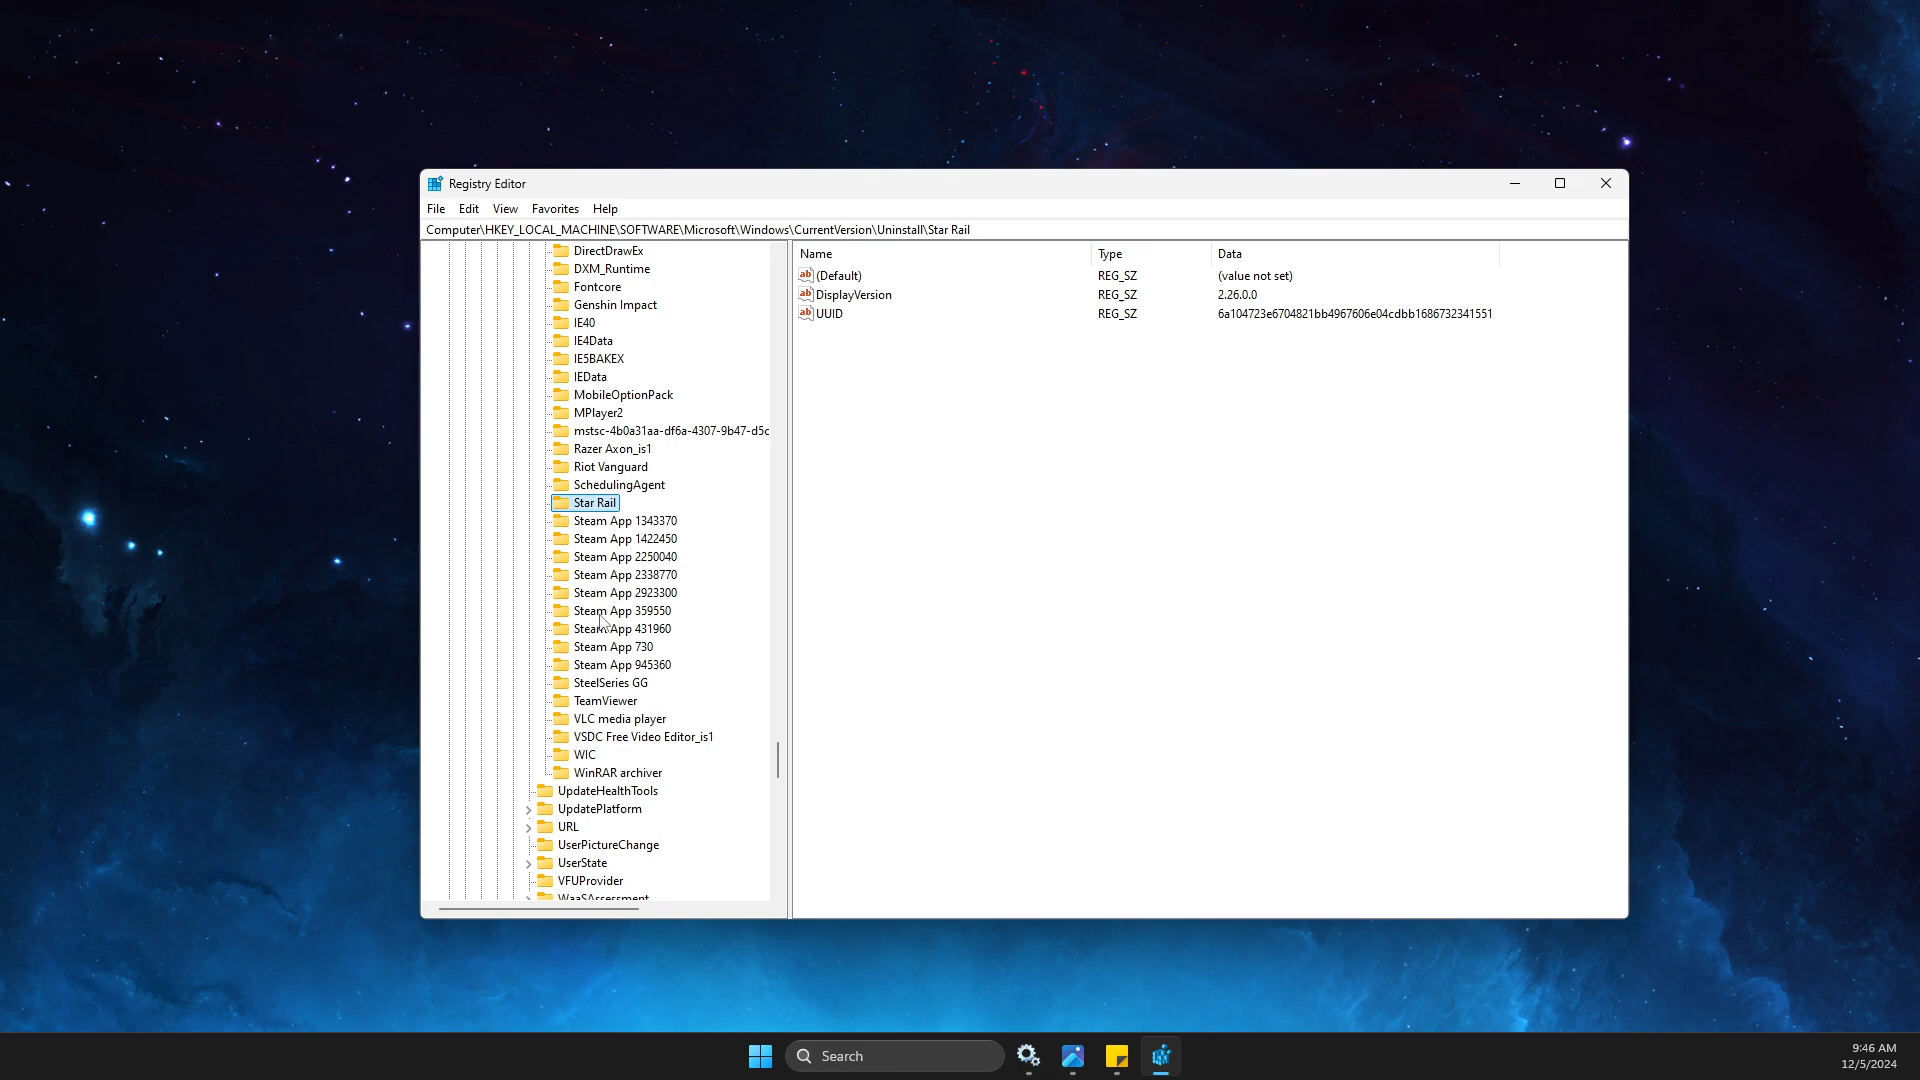 Registry Editor
File Edit View Favorites Help
Computer\HKEY_LOCAL_MACHINE\SOFTWARE\Microsoft\Windows\CurrentVersion\Uninstall\Star Rail
DirectDrawEx
DXM_Runtime
Fontcore
Genshin Impact
IE40
IE4Data
IE5BAKEX
IEData
MobileOptionPack
MPlayer2
mstsc-4b0a31aa-df6a-4307-9b47-d5c
Razer Axon_is1
Riot Vanguard
SchedulingAgent
Star Rail
Steam App 1343370
Steam App 1422450
Steam App 2250040
Steam App 2338770
Steam App 2923300
Steam App 359550
Steam App 431960
Steam App 730
Steam App 945360
SteelSeries GG
TeamViewer
VLC media player
VSDC Free Video Editor_is1
WIC
WinRAR archiver
UpdateHealthTools
UpdatePlatform
URL
UserPictureChange
UserState
VFUProvider
WaaSAssessment
Name Type Data
(Default) REG_SZ (value not set)
DisplayVersion REG_SZ 2.26.0.0
UUID REG_SZ 6a104723e6704821bb4967606e04cdbb1686732341551
Search
9:46 AM
12/5/2024